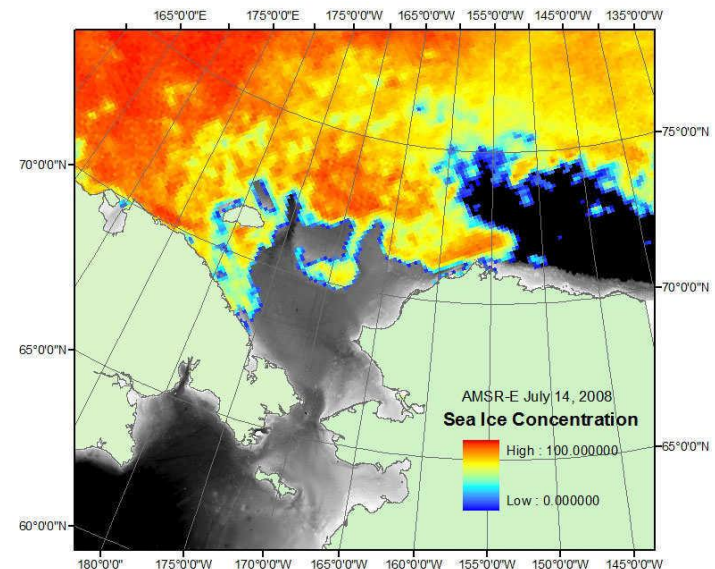 165°0'0"E 175°0'0"E 175°0'0"W 165°0'0"W 155°0'0"W 145°0'0"W 135°0'0"W
75°0'0"N
70°0'0"N
70°0'0"N
65°0'0"N
AMSR-E July 14, 2008
Sea Ice Concentration
High : 100.000000
Low : 0.000000
65°0'0"N
60°0'0"N
180°0'0" 175°0'0"W 170°0'0"W 165°0'0"W 160°0'0"W 155°0'0"W 150°0'0"W 145°0'0"W